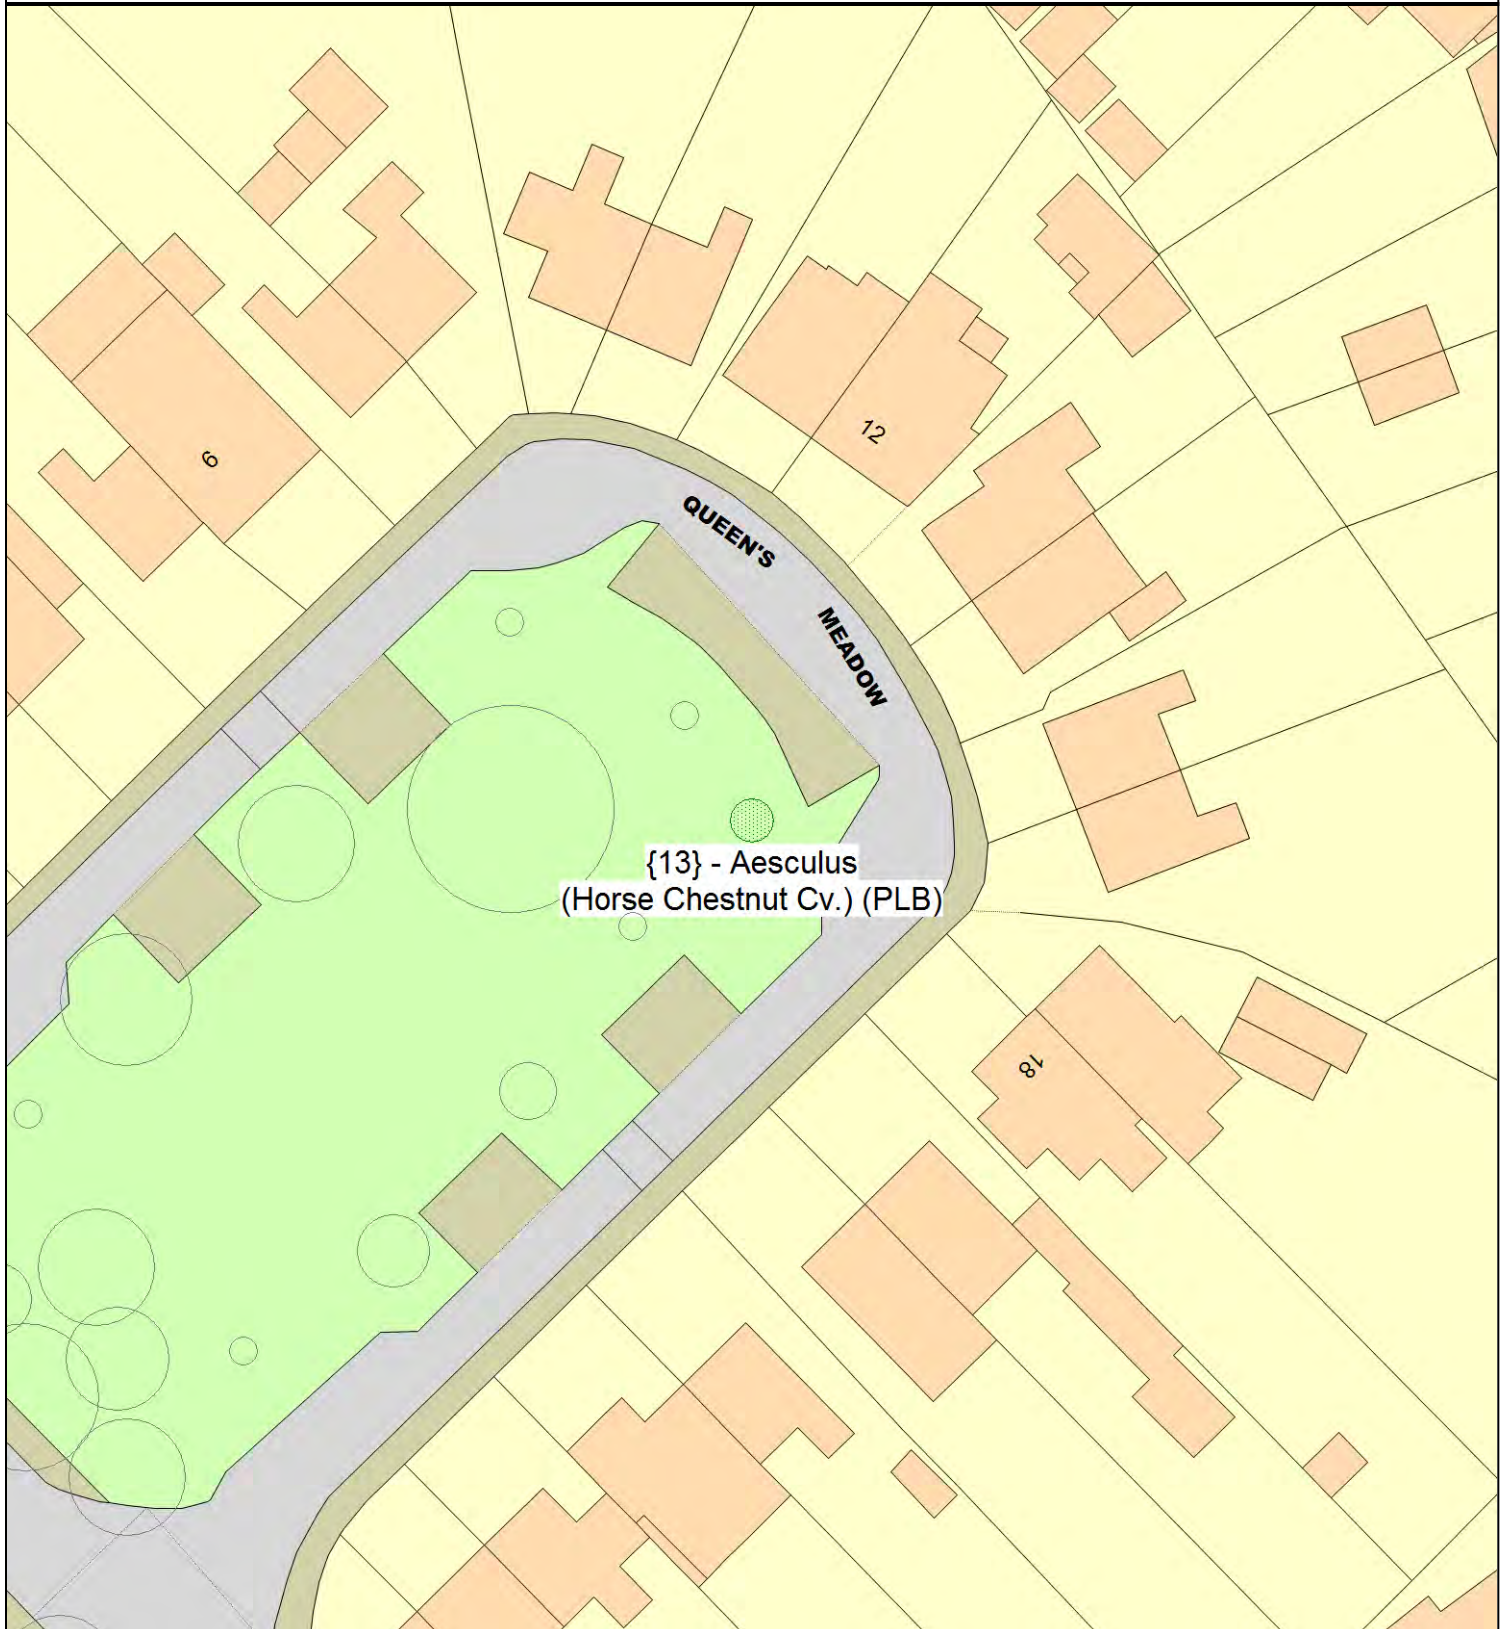 12
6
QUEEN'S
MEADOW
{13} - Aesculus
(Horse Chestnut Cv.) (PLB)
18